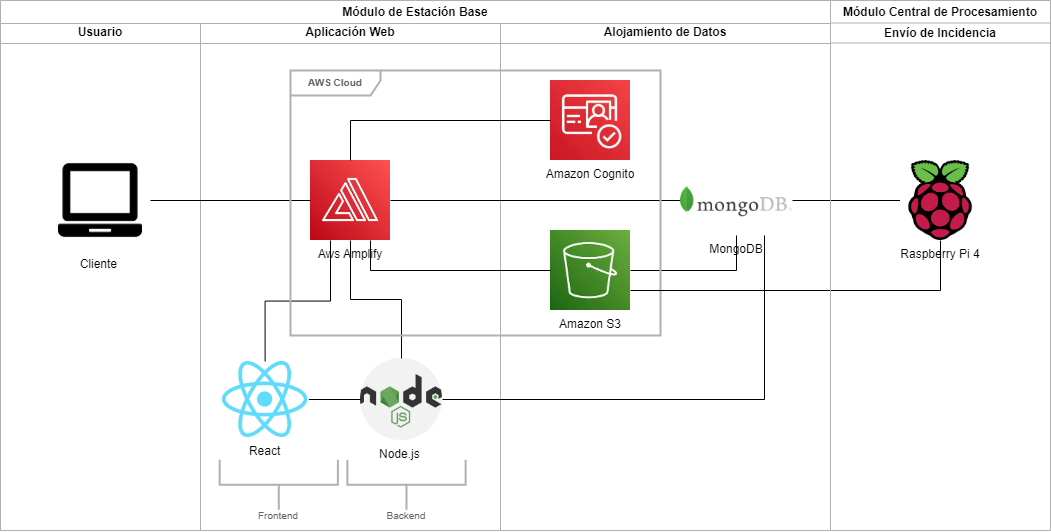 Módulo de Estación Base
Módulo Central de Procesamiento
Usuario
Aplicación Web
Alojamiento de Datos
Envío de Incidencia
AWS Cloud
Amazon Cognito
mongoDB.
MongoDB
Aws Amplify
Cliente
Raspberry Pi 4
Amazon S3
node
JS
React
Node.js
Frontend
Backend